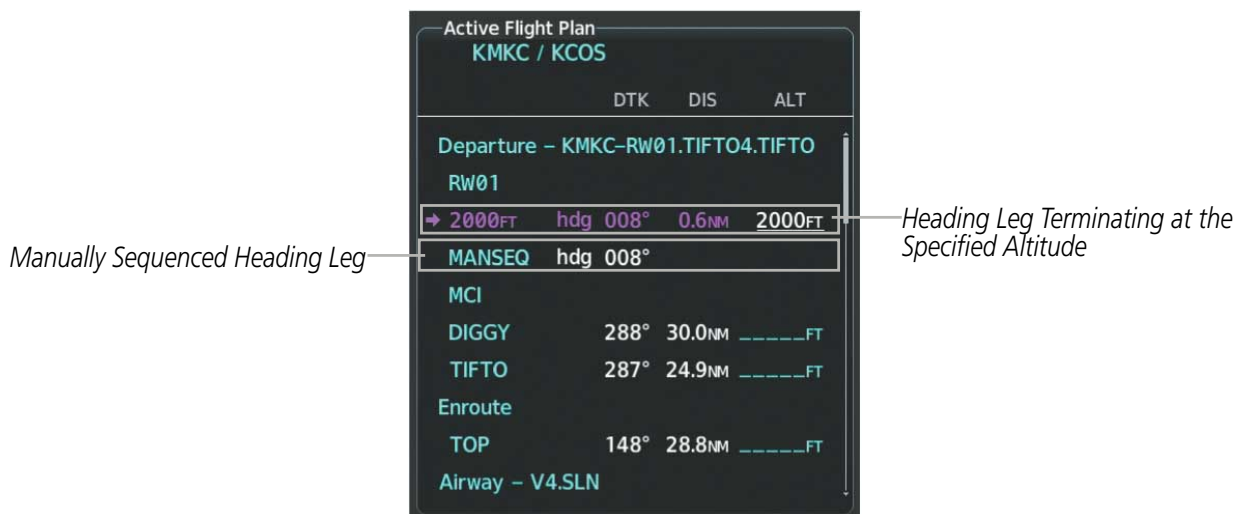 Active Flight Plan
KMKC / KCOS
DTK DIS ALT
Departure – KMKC–RW01.TIFTO4.TIFTO
RW01
2000FT hdg 008° 0.6NM 2000FT
Heading Leg Terminating at the
Specified Altitude
Manually Sequenced Heading Leg
MANSEQ hdg 008°
MCI
DIGGY 288° 30.0NM _____FT
TIFTO 287° 24.9NM _____FT
Enroute
TOP 148° 28.8NM _____FT
Airway – V4.SLN